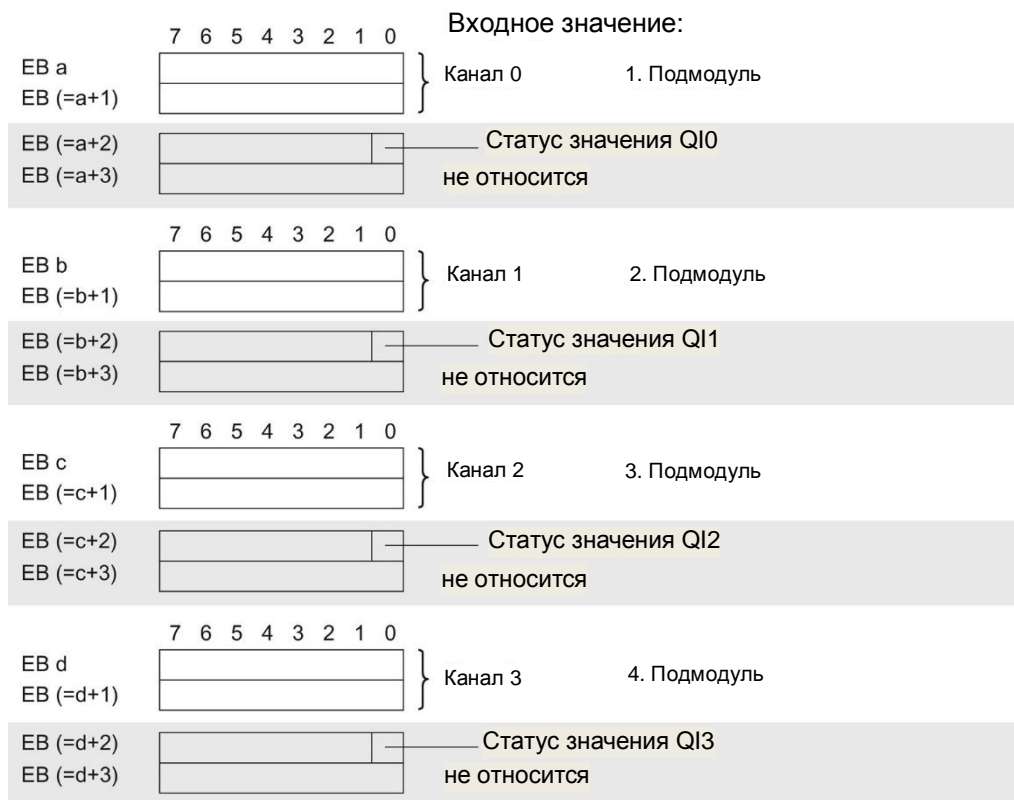 Входное значение:
7 6 5 4 3 2 1 0
EB a
Канал 0 1. Подмодуль
EB (=a+1)
EB (=a+2) Статус значения QI0
EB (=a+3) не относится
7 6 5 4 3 2 1 0
EB b
Канал 1 2. Подмодуль
EB (=b+1)
EB (=b+2) Статус значения QI1
EB (=b+3) не относится
7 6 5 4 3 2 1 0
EB c
Канал 2 3. Подмодуль
EB (=c+1)
EB (=c+2) Статус значения QI2
EB (=c+3) не относится
7 6 5 4 3 2 1 0
EB d
Канал 3 4. Подмодуль
EB (=d+1)
EB (=d+2) Статус значения QI3
EB (=d+3) не относится